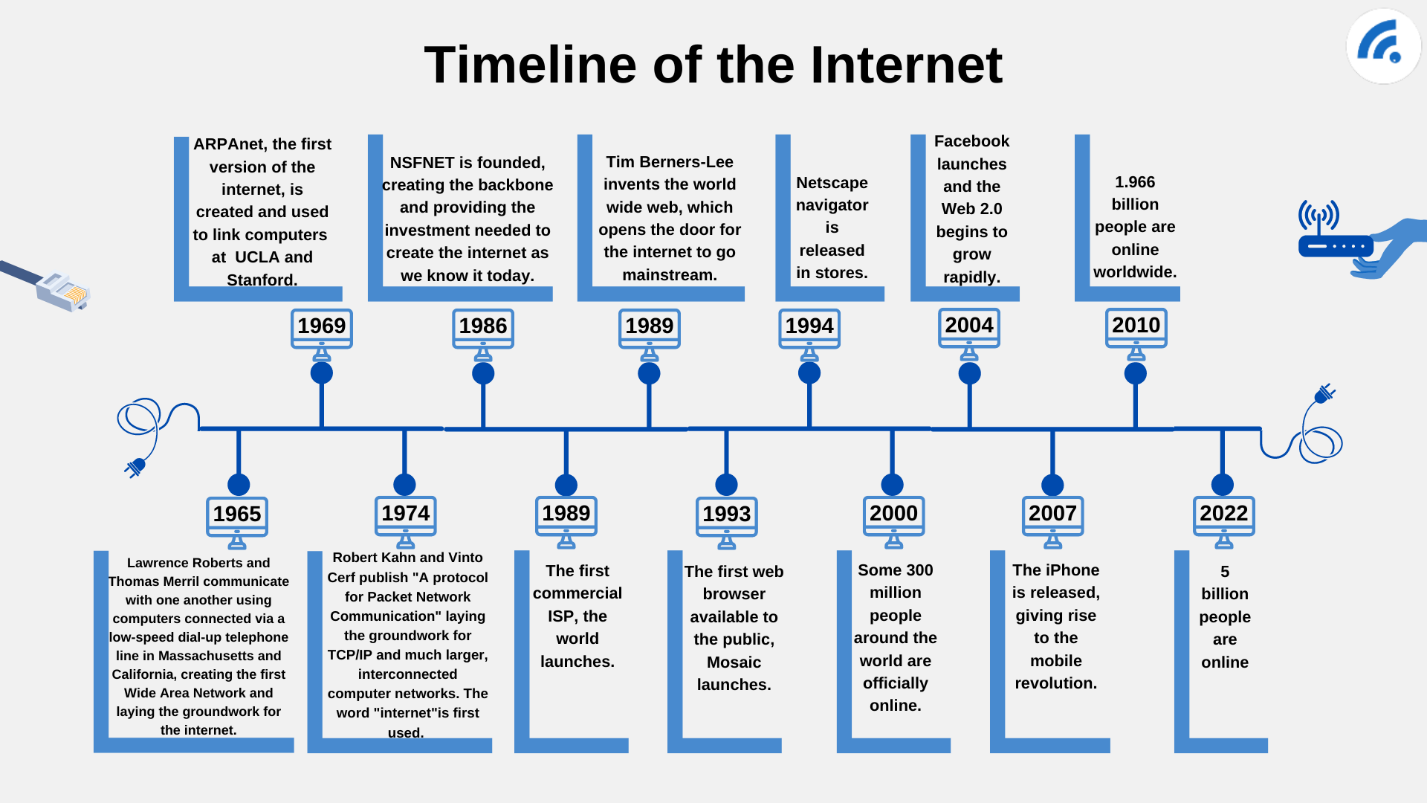 Timeline of the Internet
ARPAnet, the first
version of the
internet, is
created and used
to link computers
at UCLA and
Stanford.
1969
NSFNET is founded,
creating the backbone
and providing the
investment needed to
create the internet as
we know it today.
1986
Tim Berners-Lee
invents the world
wide web, which
opens the door for
the internet to go
mainstream.
1989
Netscape
navigator
is
released
in stores.
1994
Facebook
launches
and the
Web 2.0
begins to
grow
rapidly.
2004
1.966
billion
people are
online
worldwide.
2010
1965
Lawrence Roberts and
Thomas Merril communicate
with one another using
computers connected via a
low-speed dial-up telephone
line in Massachusetts and
California, creating the first
Wide Area Network and
laying the groundwork for
the internet.
1974
Robert Kahn and Vinto
Cerf publish "A protocol
for Packet Network
Communication" laying
the groundwork for
TCP/IP and much larger,
interconnected
computer networks. The
word "internet"is first
used.
1989
The first
commercial
ISP, the
world
launches.
1993
The first web
browser
available to
the public,
Mosaic
launches.
2000
Some 300
million
people
around the
world are
officially
online.
2007
The iPhone
is released,
giving rise
to the
mobile
revolution.
2022
5
billion
people
are
online